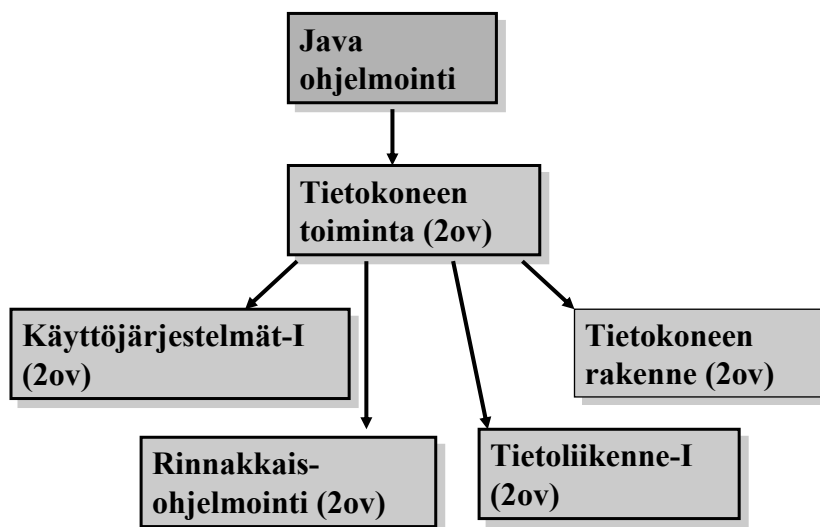 Java
ohjelmointi
Tietokoneen
toiminta (2ov)
Käyttöjärjestelmät-I
(2ov)
Tietokoneen
rakenne (2ov)
Rinnakkais-
ohjelmointi (2ov)
Tietoliikenne-I
(2ov)